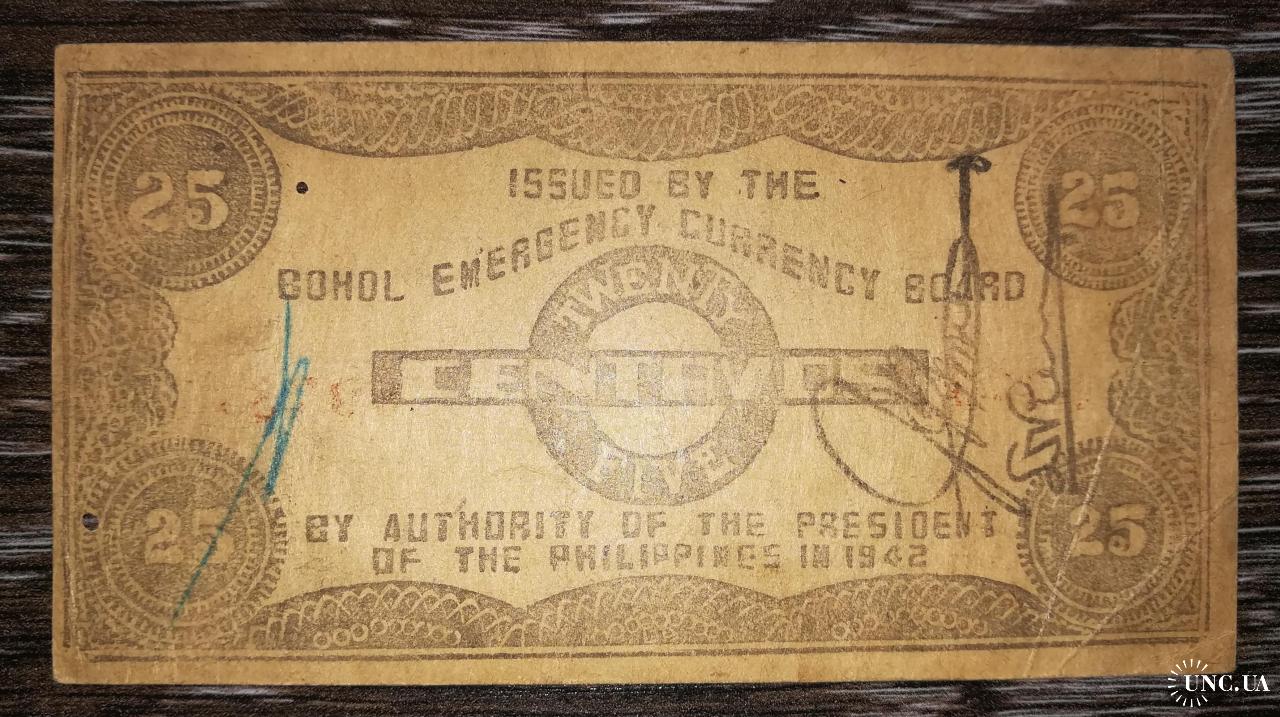 25 25
ISSUED BY THE
BOHOL EMERGENCY CURRENCY BOARD
TWENTY
CENTAVOS
FIVE
BY AUTHORITY OF THE PRESIDENT
OF THE PHILIPPINES IN 1942
25 25
UNC.UA